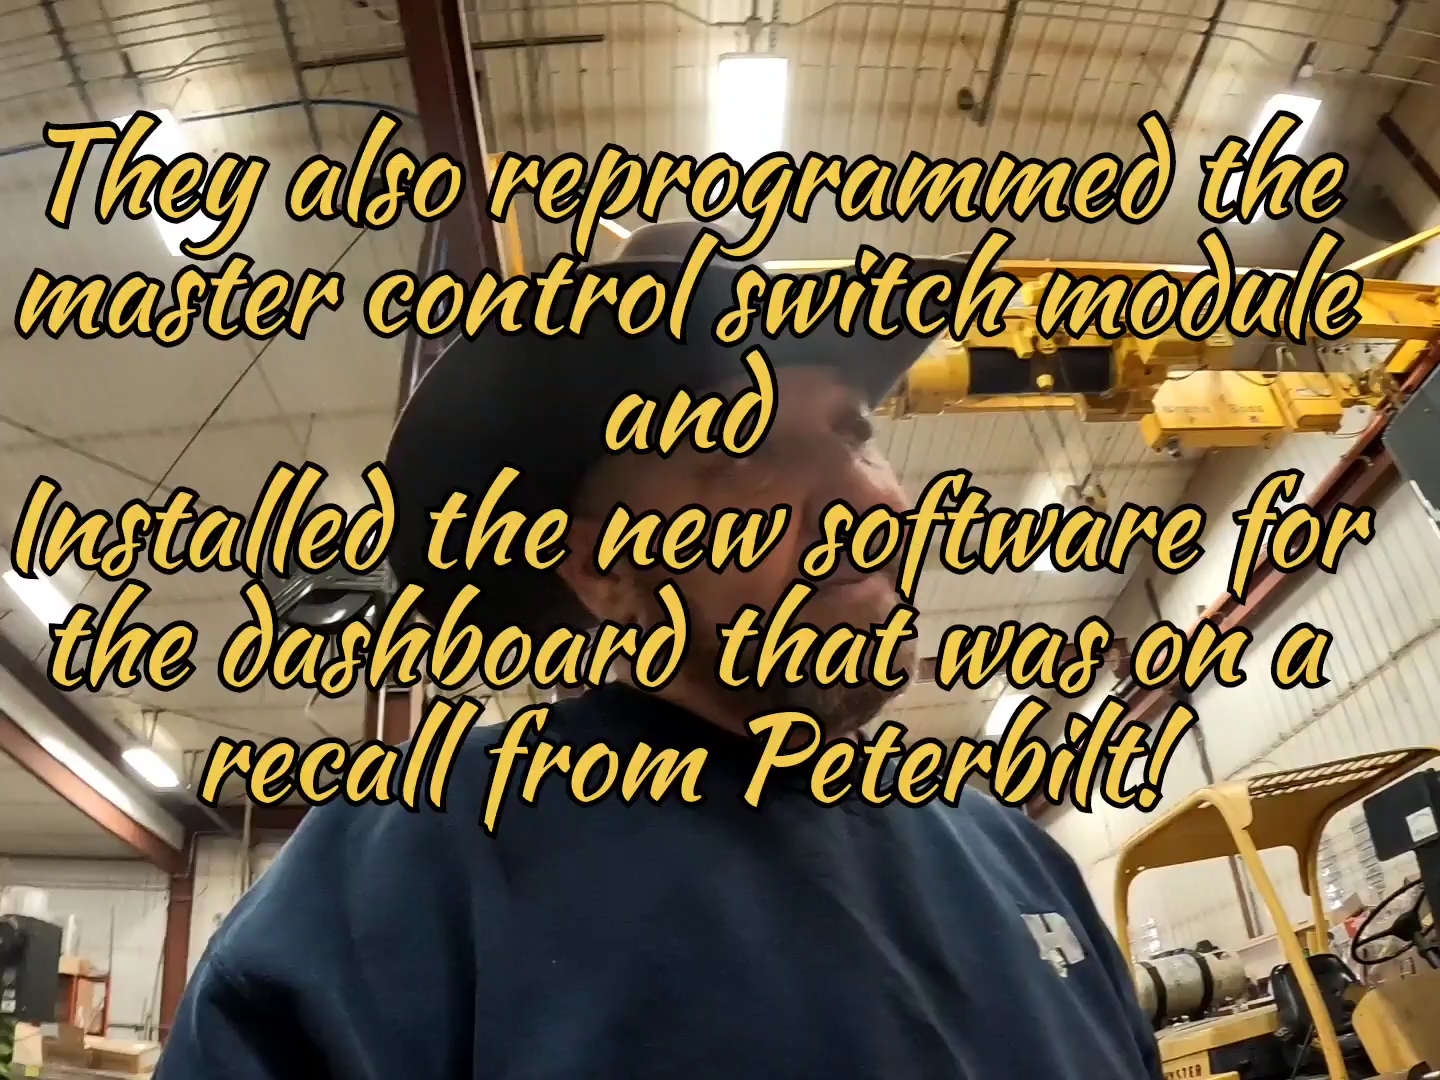 They also reprogrammed the
master control switch module
and
Installed the new software for
the dashboard that was on a
recall from Peterbilt!
H